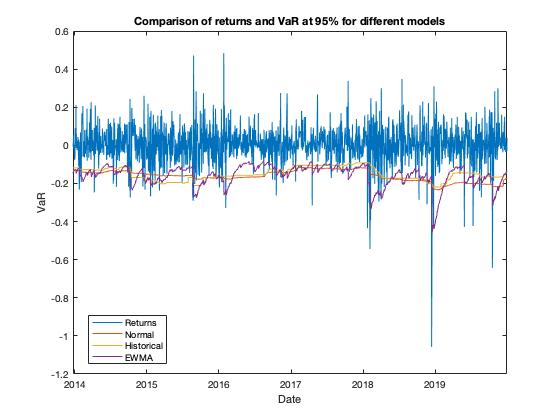 Comparison of returns and VaR at 95% for different models
0.6
0.4
0.2
0
-0.2
-0.4
-0.6
-0.8
-1
-1.2
VaR
Returns
Normal
Historical
EWMA
2014 2015 2016 2017 2018 2019
Date